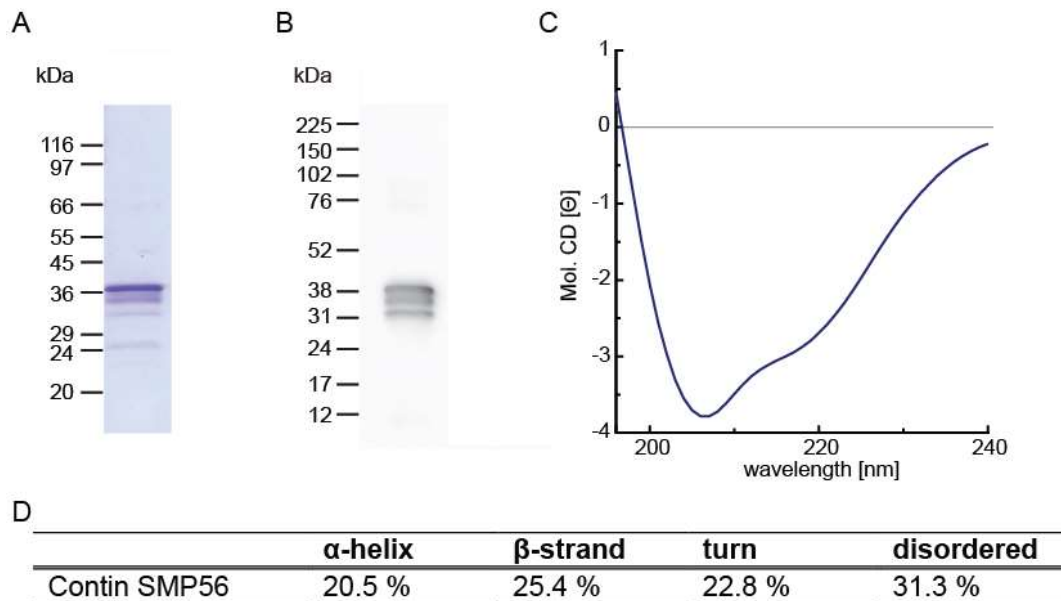 A
kDa
116
97
66
55
45
36
29
24
20
B
kDa
225
150
102
76
52
38
31
24
17
12
C
1
0
-1
-2
-3
-4
Mol. CD [Θ]
200 220 240
wavelength [nm]
D
α-helix β-strand turn disordered
Contin SMP56 20.5 % 25.4 % 22.8 % 31.3 %